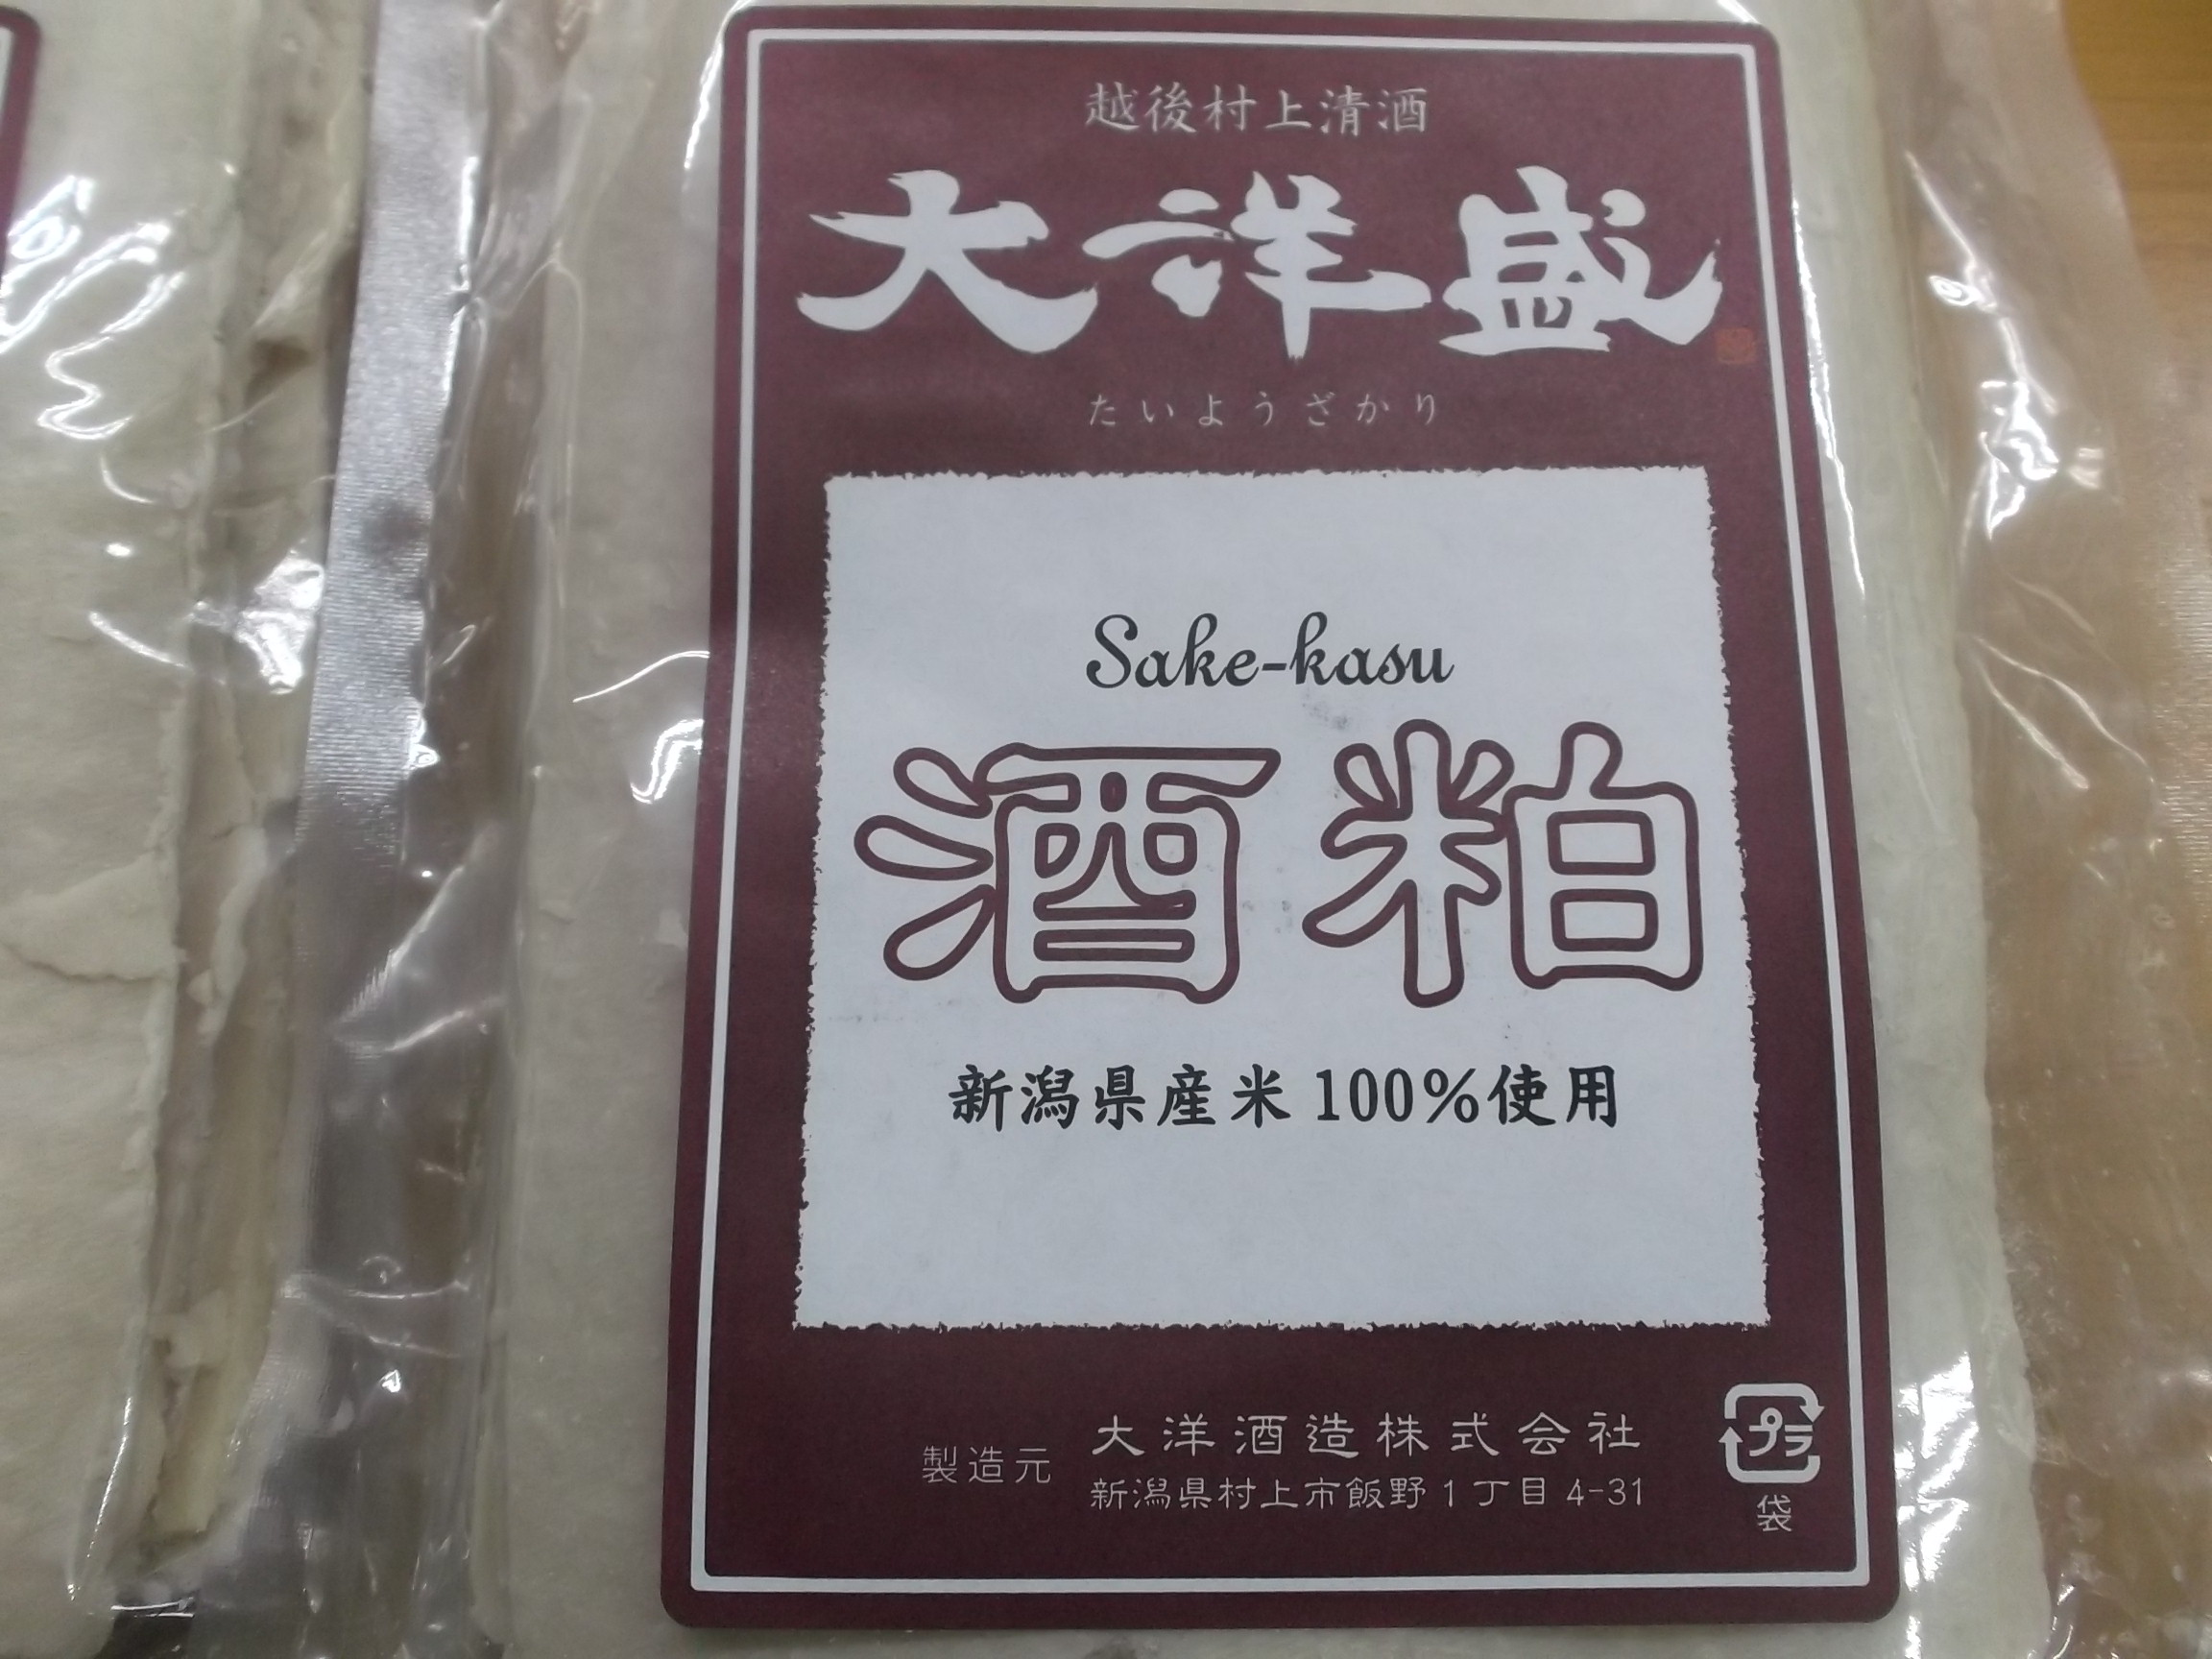 越後村上清酒
大洋盛
たいようざかり
Sake-kasu
酒粕
新潟県産米100%使用
製造元 大洋酒造株式会社
新潟県村上市飯野1丁目4-31
プラ
袋